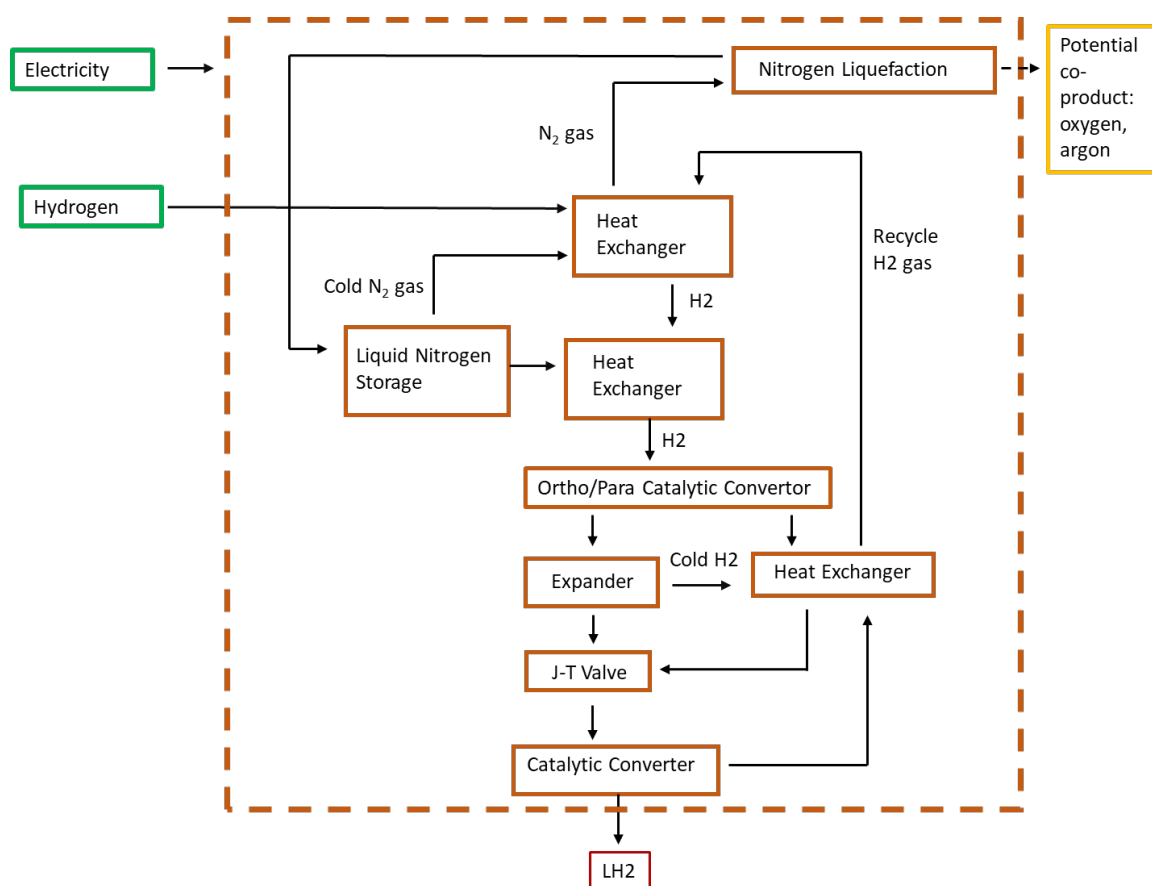 Electricity
Nitrogen Liquefaction
Potential
co-
product:
oxygen,
argon
N₂ gas
Hydrogen
Heat
Exchanger
Recycle
H2 gas
Cold N₂ gas
H2
Liquid Nitrogen
Storage
Heat
Exchanger
H2
Ortho/Para Catalytic Convertor
Cold H2
Expander
Heat Exchanger
J-T Valve
Catalytic Converter
LH2